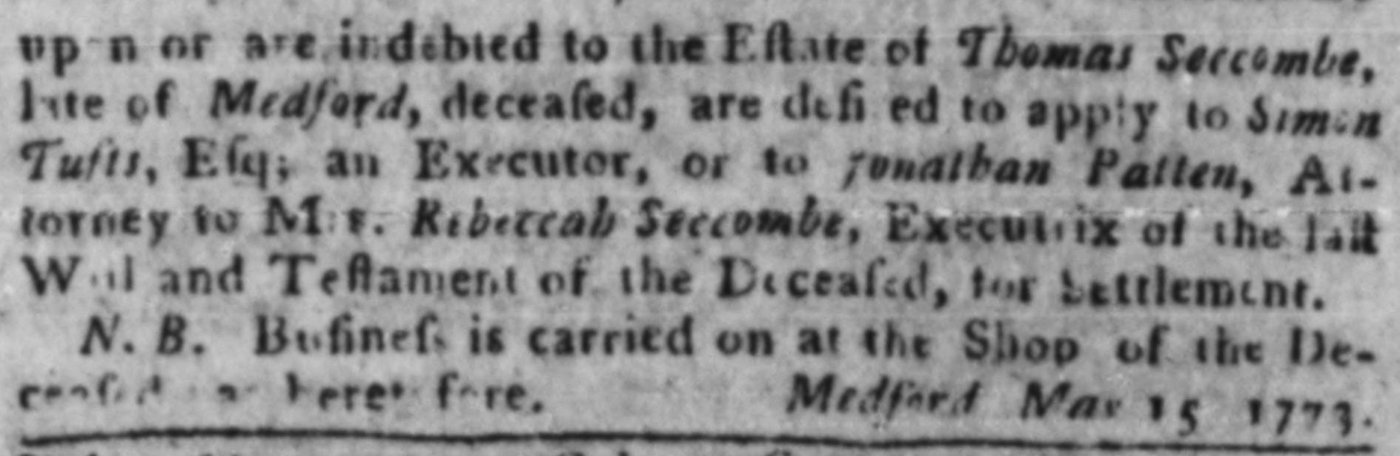 upon or are indebted to the Eſtate of Thomas Seccombe,
late of Medford, deceaſed, are deſired to apply to Simon
Tufts, Eſq; an Executor, or to Jonathan Patten, At-
torney to Mrs. Rebeccah Seccombe, Executrix of the laſt
Will and Teſtament of the Deceaſed, for Settlement.
N. B. Buſineſs is carried on at the Shop of the De-
ceaſed as heretofore. Medford Mar 15 1773.